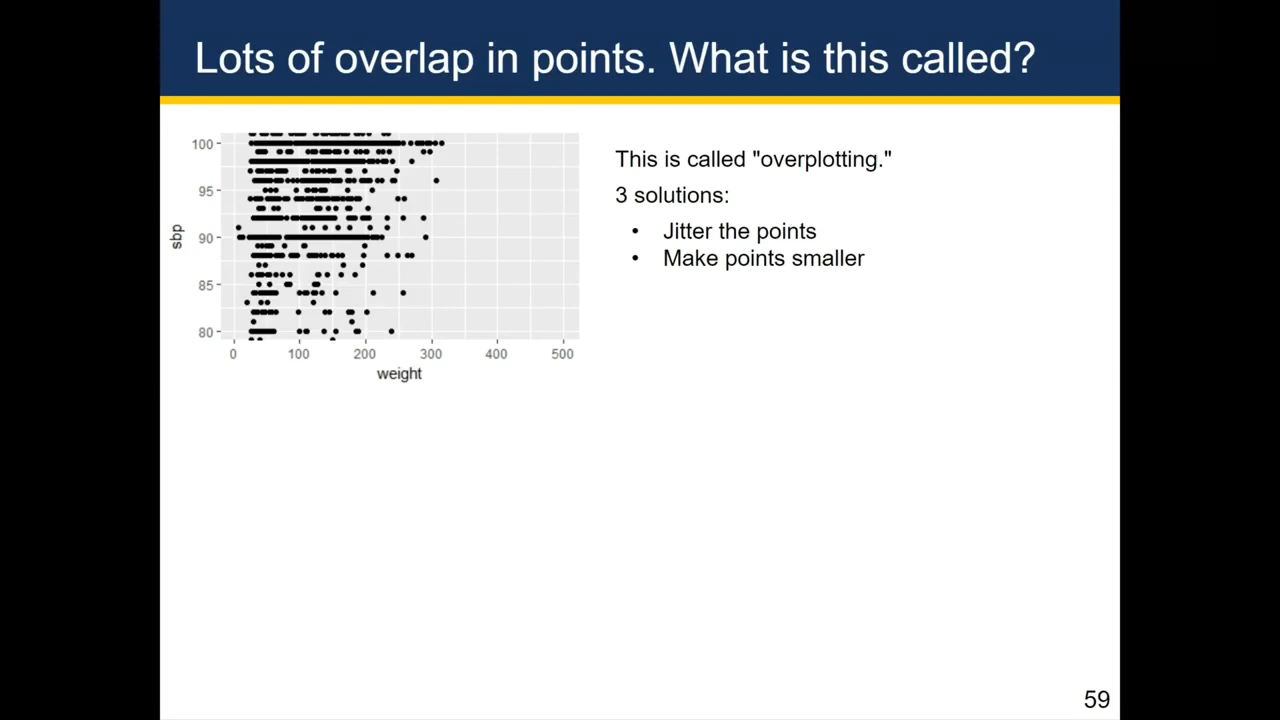 Lots of overlap in points. What is this called?
100
95
90
85
80
sbp
0 100 200 300 400 500
weight
This is called "overplotting."
3 solutions:
• Jitter the points
• Make points smaller
59